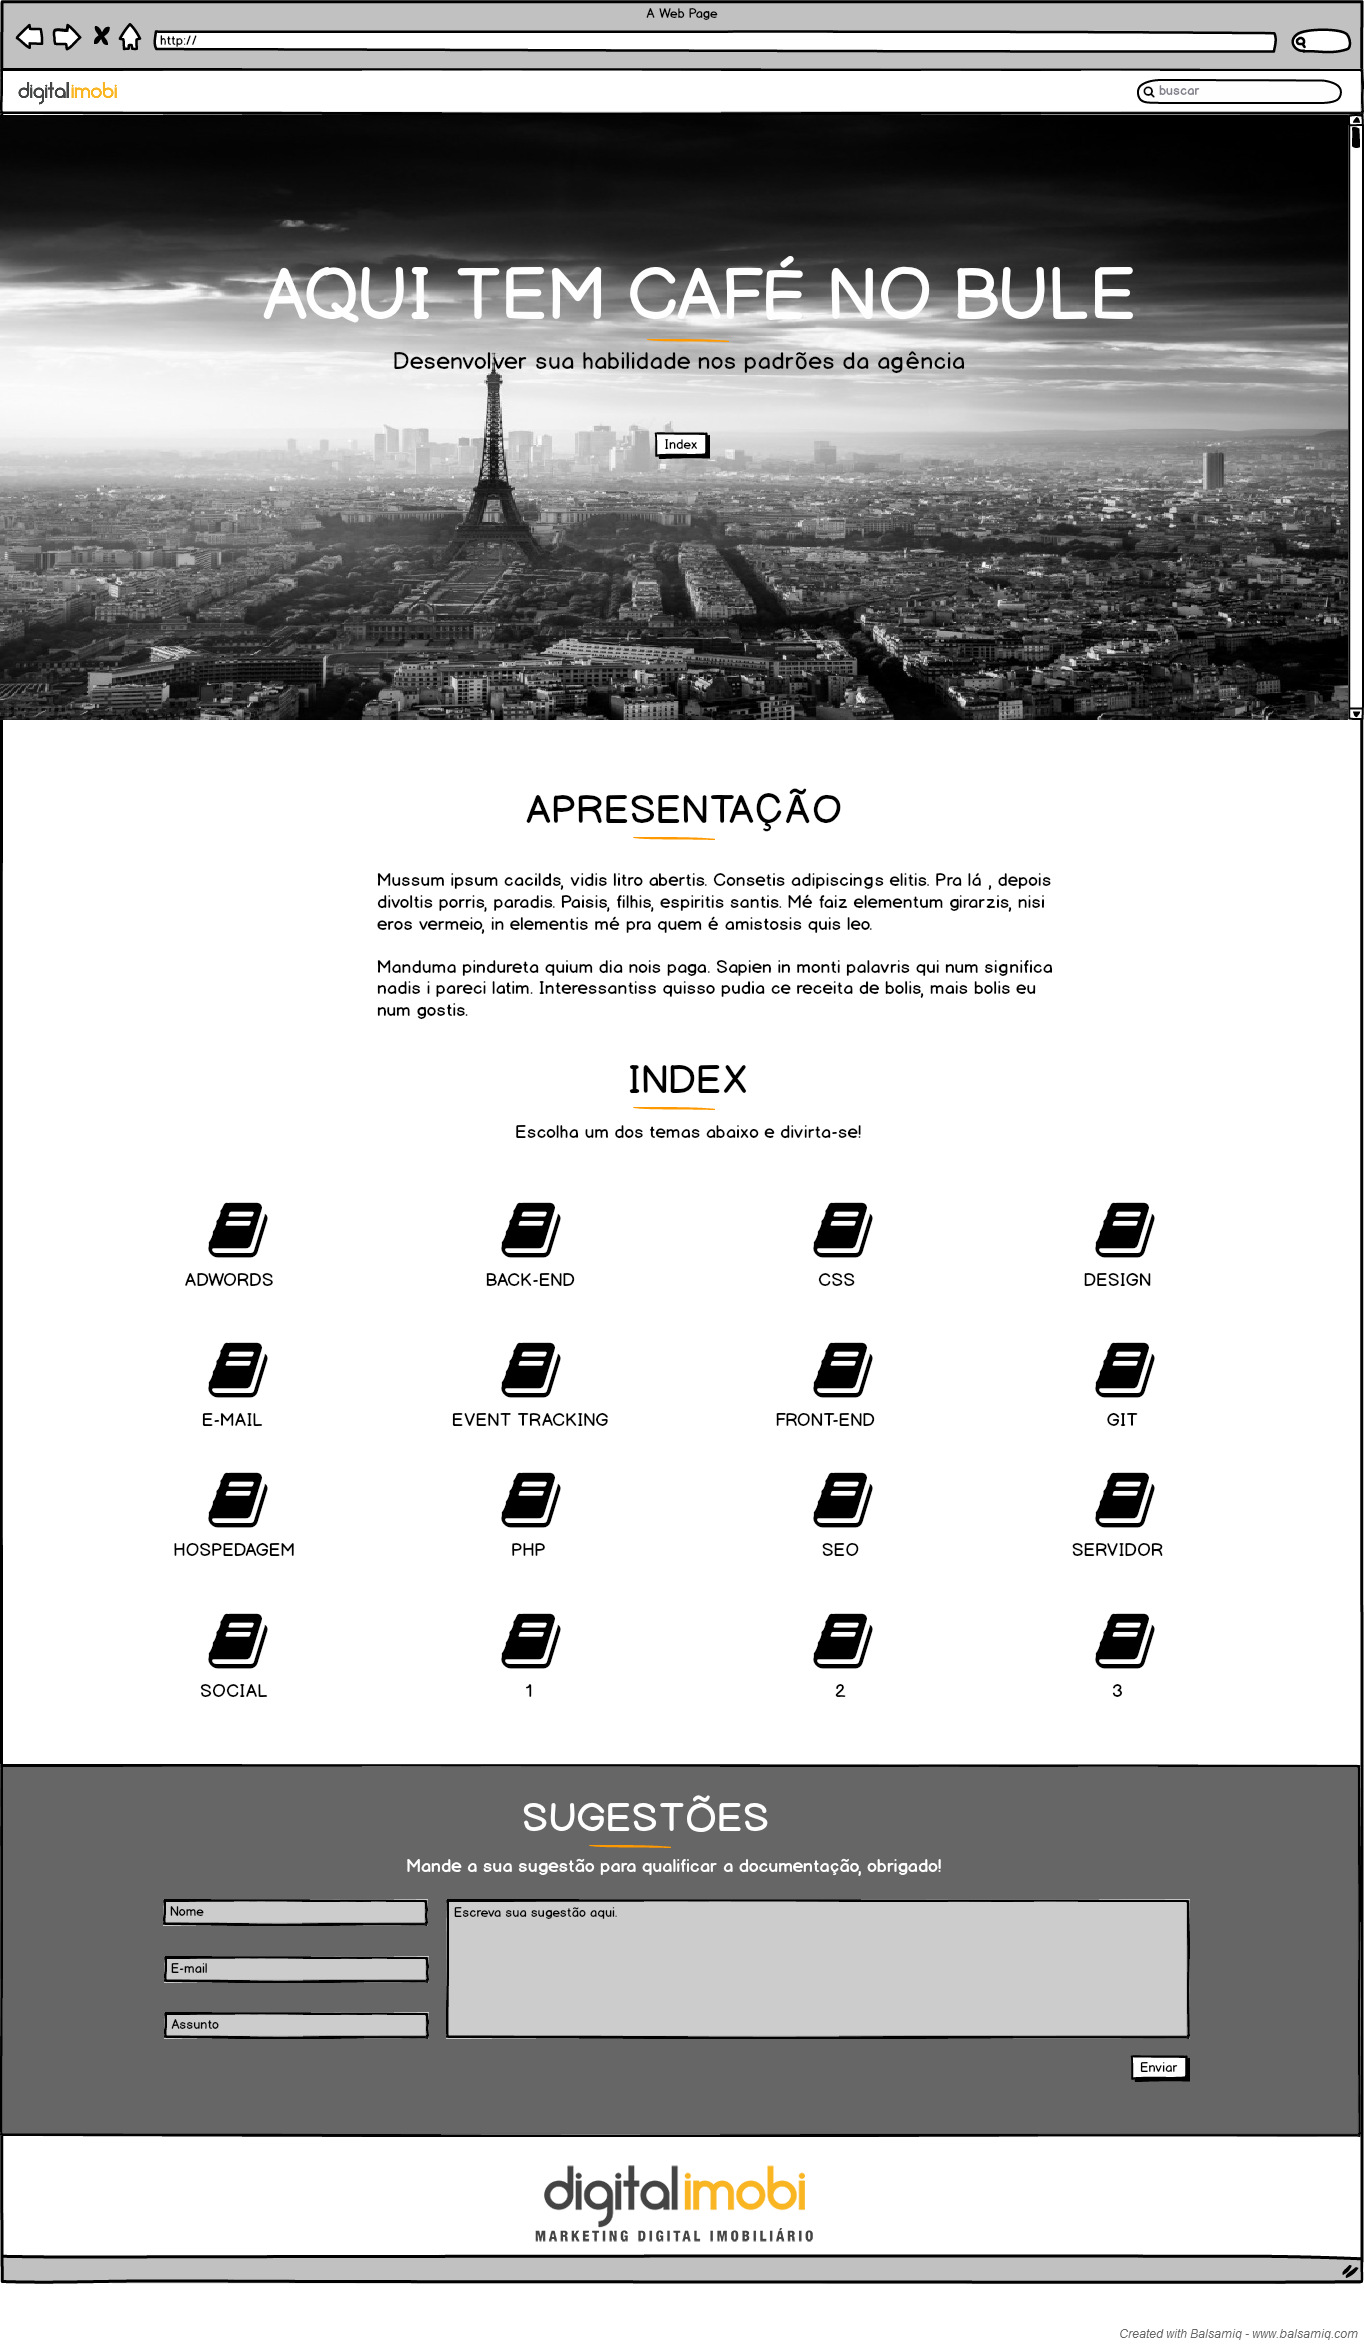 A Web Page
http://
digitalimobi
buscar
AQUI TEM CAFÉ NO BULE
Desenvolver sua habilidade nos padrões da agência
Index
APRESENTAÇÃO
Mussum ipsum cacilds, vidis litro abertis. Consetis adipiscings elitis. Pra lá , depois
divoltis porris, paradis. Paisis, filhis, espiritis santis. Mé faiz elementum girarzis, nisi
eros vermeio, in elementis mé pra quem é amistosis quis leo.
Manduma pindureta quium dia nois paga. Sapien in monti palavris qui num significa
nadis i pareci latim. Interessantiss quisso pudia ce receita de bolis, mais bolis eu
num gostis.
INDEX
Escolha um dos temas abaixo e divirta-se!
ADWORDS
BACK-END
CSS
DESIGN
E-MAIL
EVENT TRACKING
FRONT-END
GIT
HOSPEDAGEM
PHP
SEO
SERVIDOR
SOCIAL
1
2
3
SUGESTÕES
Mande a sua sugestão para qualificar a documentação, obrigado!
Nome
Escreva sua sugestão aqui.
E-mail
Assunto
Enviar
digitalimobi
MARKETING DIGITAL IMOBILIÁRIO
Created with Balsamiq - www.balsamiq.com